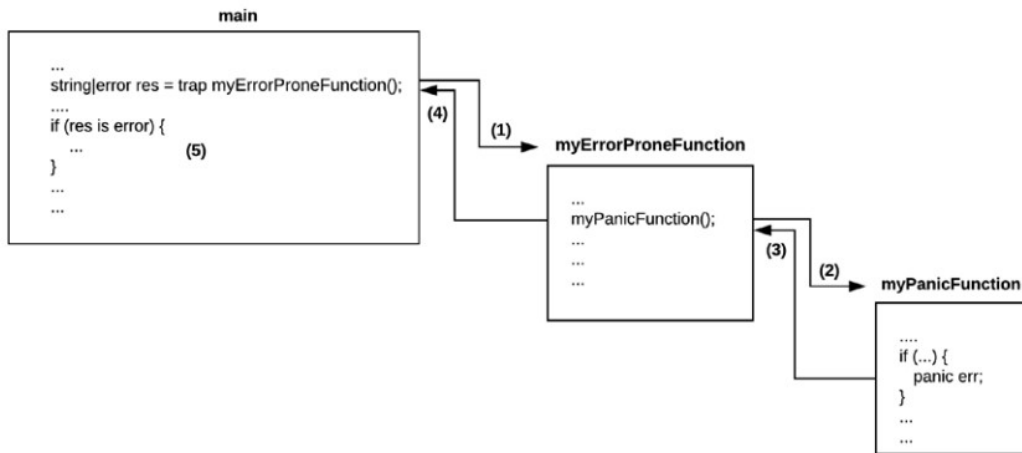 main
...
string|error res = trap myErrorProneFunction();
....
if (res is error) {
...
(5)
}
...
...
(4)
(1)
myErrorProneFunction
...
myPanicFunction();
...
...
...
(3)
(2)
myPanicFunction
....
if (...) {
panic err;
}
...
...